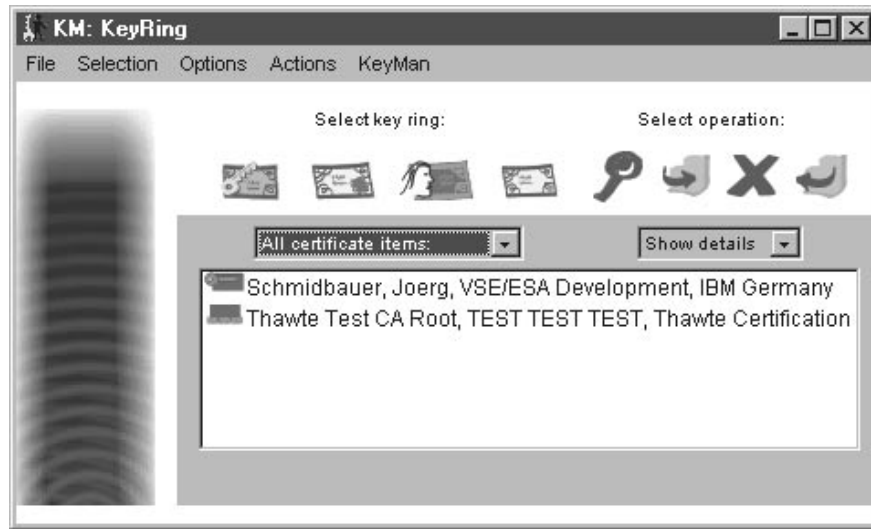 KM: KeyRing
File Selection Options Actions KeyMan
Select key ring: Select operation:
All certificate items: Show details
Schmidbauer, Joerg, VSE/ESA Development, IBM Germany
Thawte Test CA Root, TEST TEST TEST, Thawte Certification